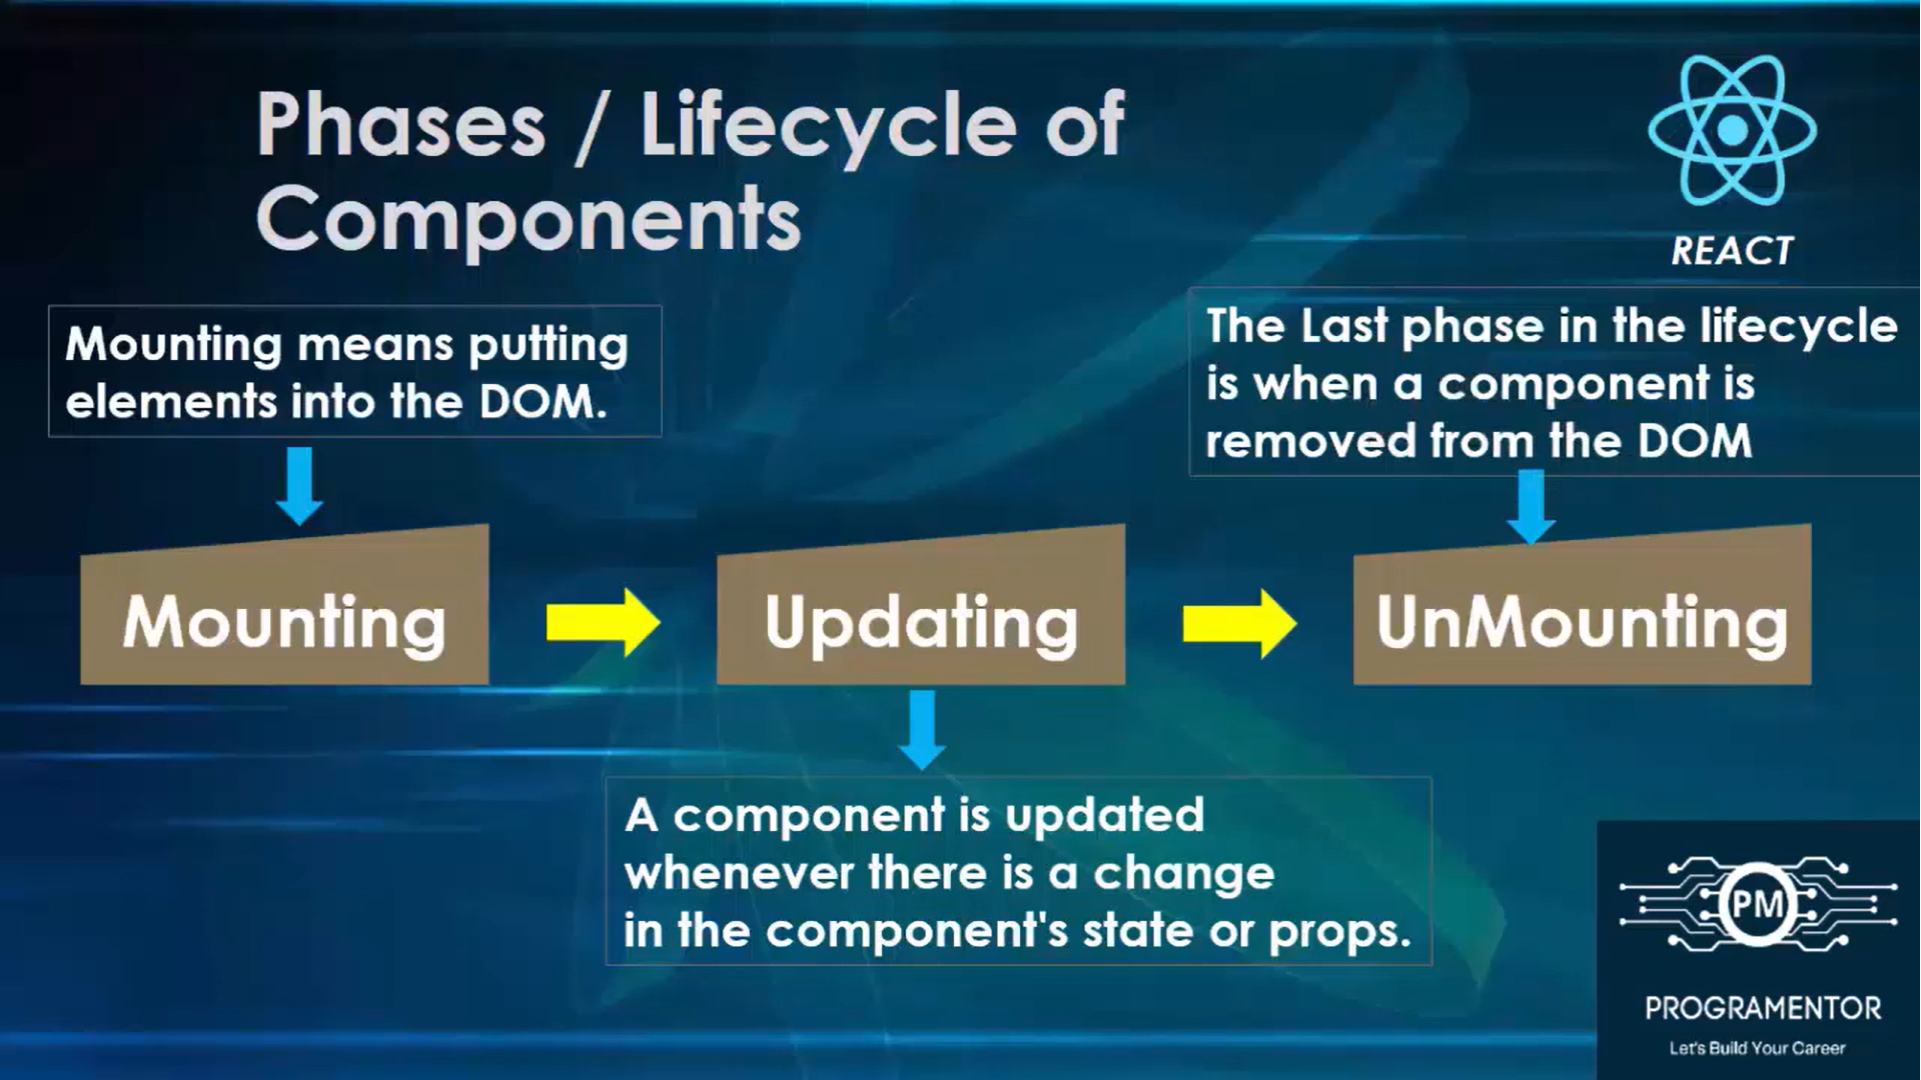 Phases / Lifecycle of
Components
REACT
Mounting means putting
elements into the DOM.
The Last phase in the lifecycle
is when a component is
removed from the DOM
Mounting
Updating
UnMounting
A component is updated
whenever there is a change
in the component's state or props.
PM
PROGRAMENTOR
Let's Build Your Career